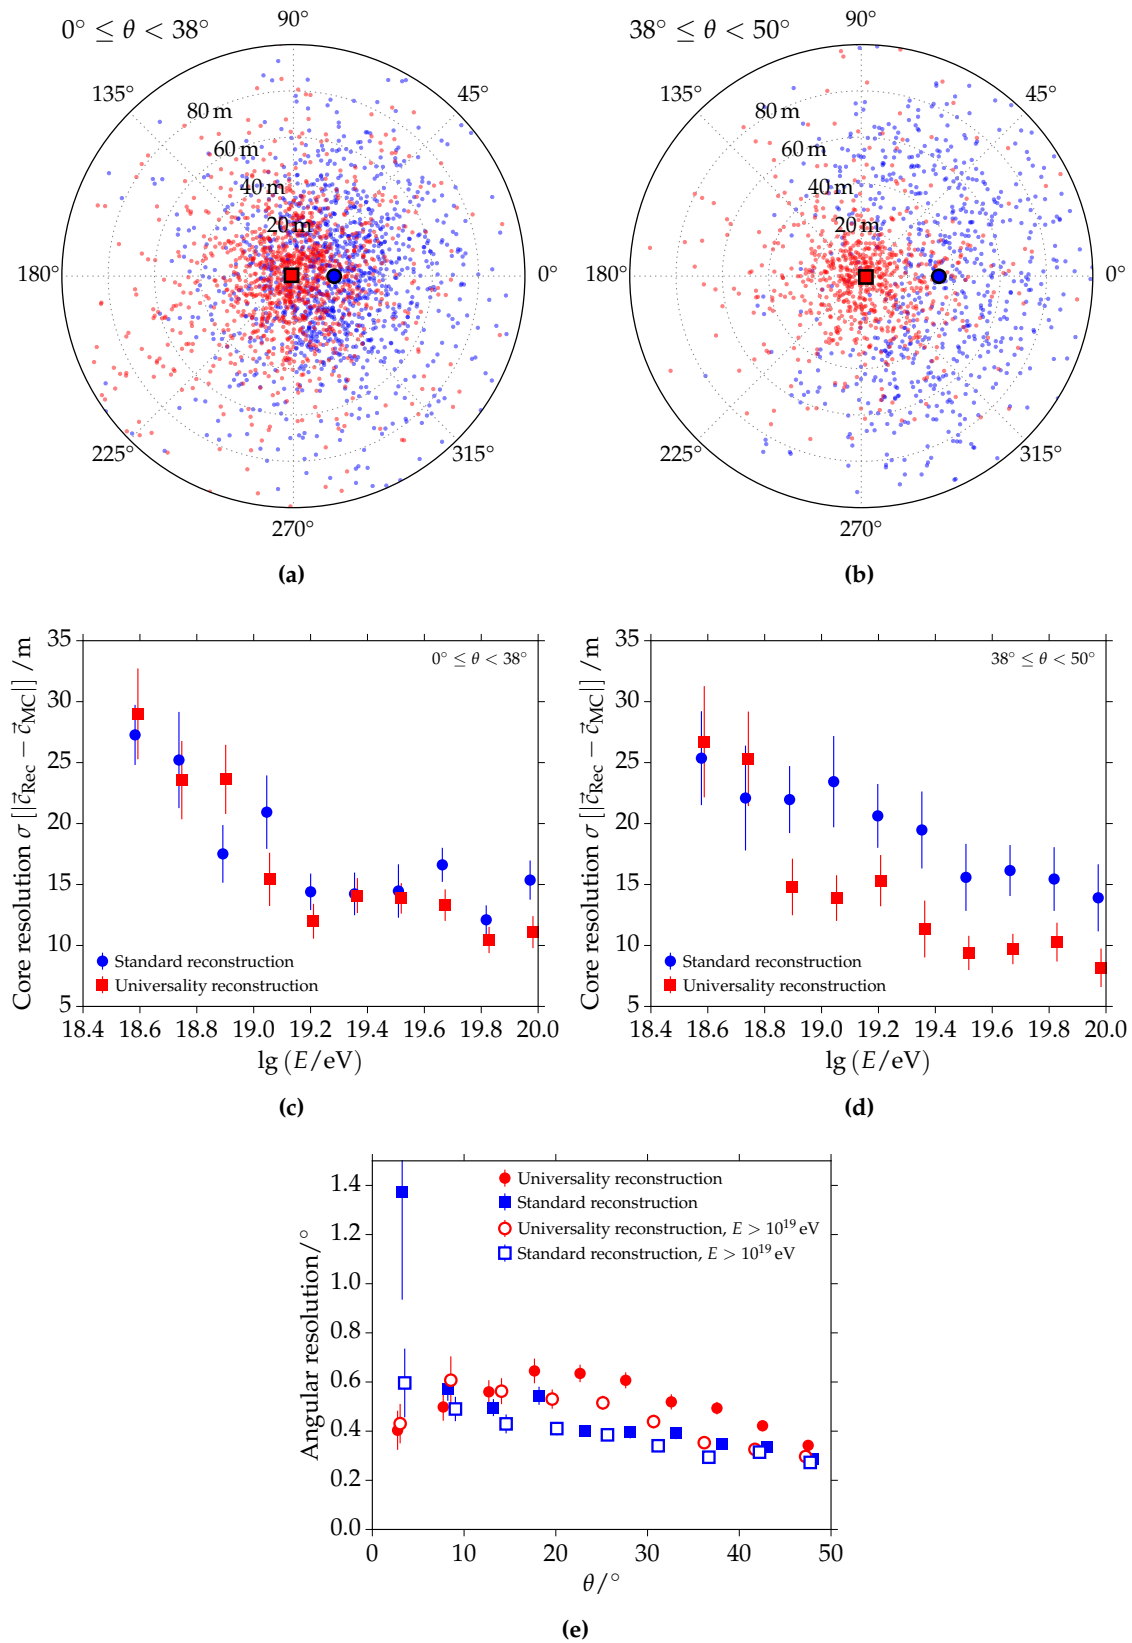 0° ≤ θ < 38°
90°
135°
45°
80 m
60 m
40 m
20 m
180°
0°
225°
315°
270°
(a)
38° ≤ θ < 50°
90°
135°
45°
80 m
60 m
40 m
20 m
180°
0°
225°
315°
270°
(b)
Core resolution σ [|c⃗Rec − c⃗MC|] /m
35
30
25
20
15
10
5
0° ≤ θ < 38°
Standard reconstruction
Universality reconstruction
18.4 18.6 18.8 19.0 19.2 19.4 19.6 19.8 20.0
lg (E/eV)
(c)
Core resolution σ [|c⃗Rec − c⃗MC|] /m
35
30
25
20
15
10
5
38° ≤ θ < 50°
Standard reconstruction
Universality reconstruction
18.4 18.6 18.8 19.0 19.2 19.4 19.6 19.8 20.0
lg (E/eV)
(d)
Angular resolution/°
1.4
1.2
1.0
0.8
0.6
0.4
0.2
0.0
Universality reconstruction
Standard reconstruction
Universality reconstruction, E > 10¹⁹ eV
Standard reconstruction, E > 10¹⁹ eV
0 10 20 30 40 50
θ/°
(e)